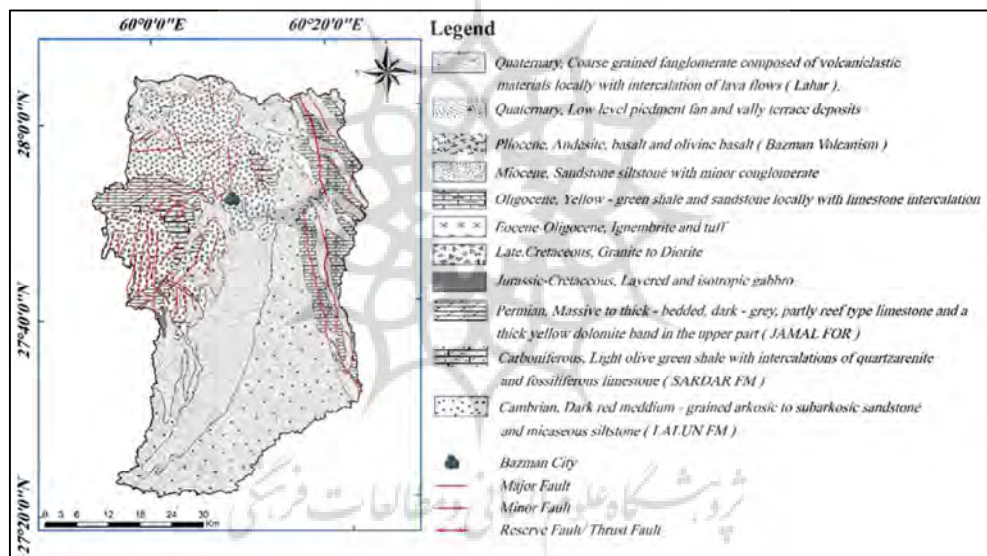 60°0'0"E
60°20'0"E
28°0'0"N
27°40'0"N
27°20'0"N
0 3 6 12 18 24 30
Km
Legend
Quaternary, Coarse grained fanglomerate composed of volcaniclastic
materials locally with intercalation of lava flows ( Lahar ).
Quaternary, Low level piedment fan and vally terrace deposits
Pliocene, Andesite, basalt and olivine basalt ( Bazman Volcanism )
Miocene, Sandstone siltstone with minor conglomerate
Oligocene, Yellow - green shale and sandstone locally with limestone intercalation
Eocene-Oligocene, Ignembrite and tuff
Late.Cretaceous, Granite to Diorite
Jurassic-Cretaceous, Layered and isotropic gabbro
Permian, Massive to thick - bedded, dark - grey, partly reef type limestone and a
thick yellow dolomite band in the upper part ( JAMAL FOR )
Carboniferous, Light olive green shale with intercalations of quartzarenite
and fossiliferous limestone ( SARDAR FM )
Cambrian, Dark red meddium - grained arkosic to subarkosic sandstone
and micaseous siltstone ( LALUN FM )
Bazman City
Major Fault
Minor Fault
Reserve Fault/ Thrust Fault
پژوهشگاه علوم انسانی و مطالعات فرهنگی